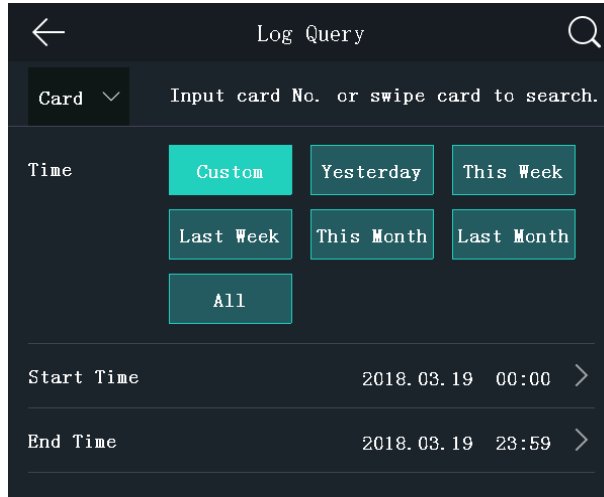 Log Query
Card Input card No. or swipe card to search.
Time Custom Yesterday This Week
Last Week This Month Last Month
All
Start Time 2018.03.19 00:00
End Time 2018.03.19 23:59